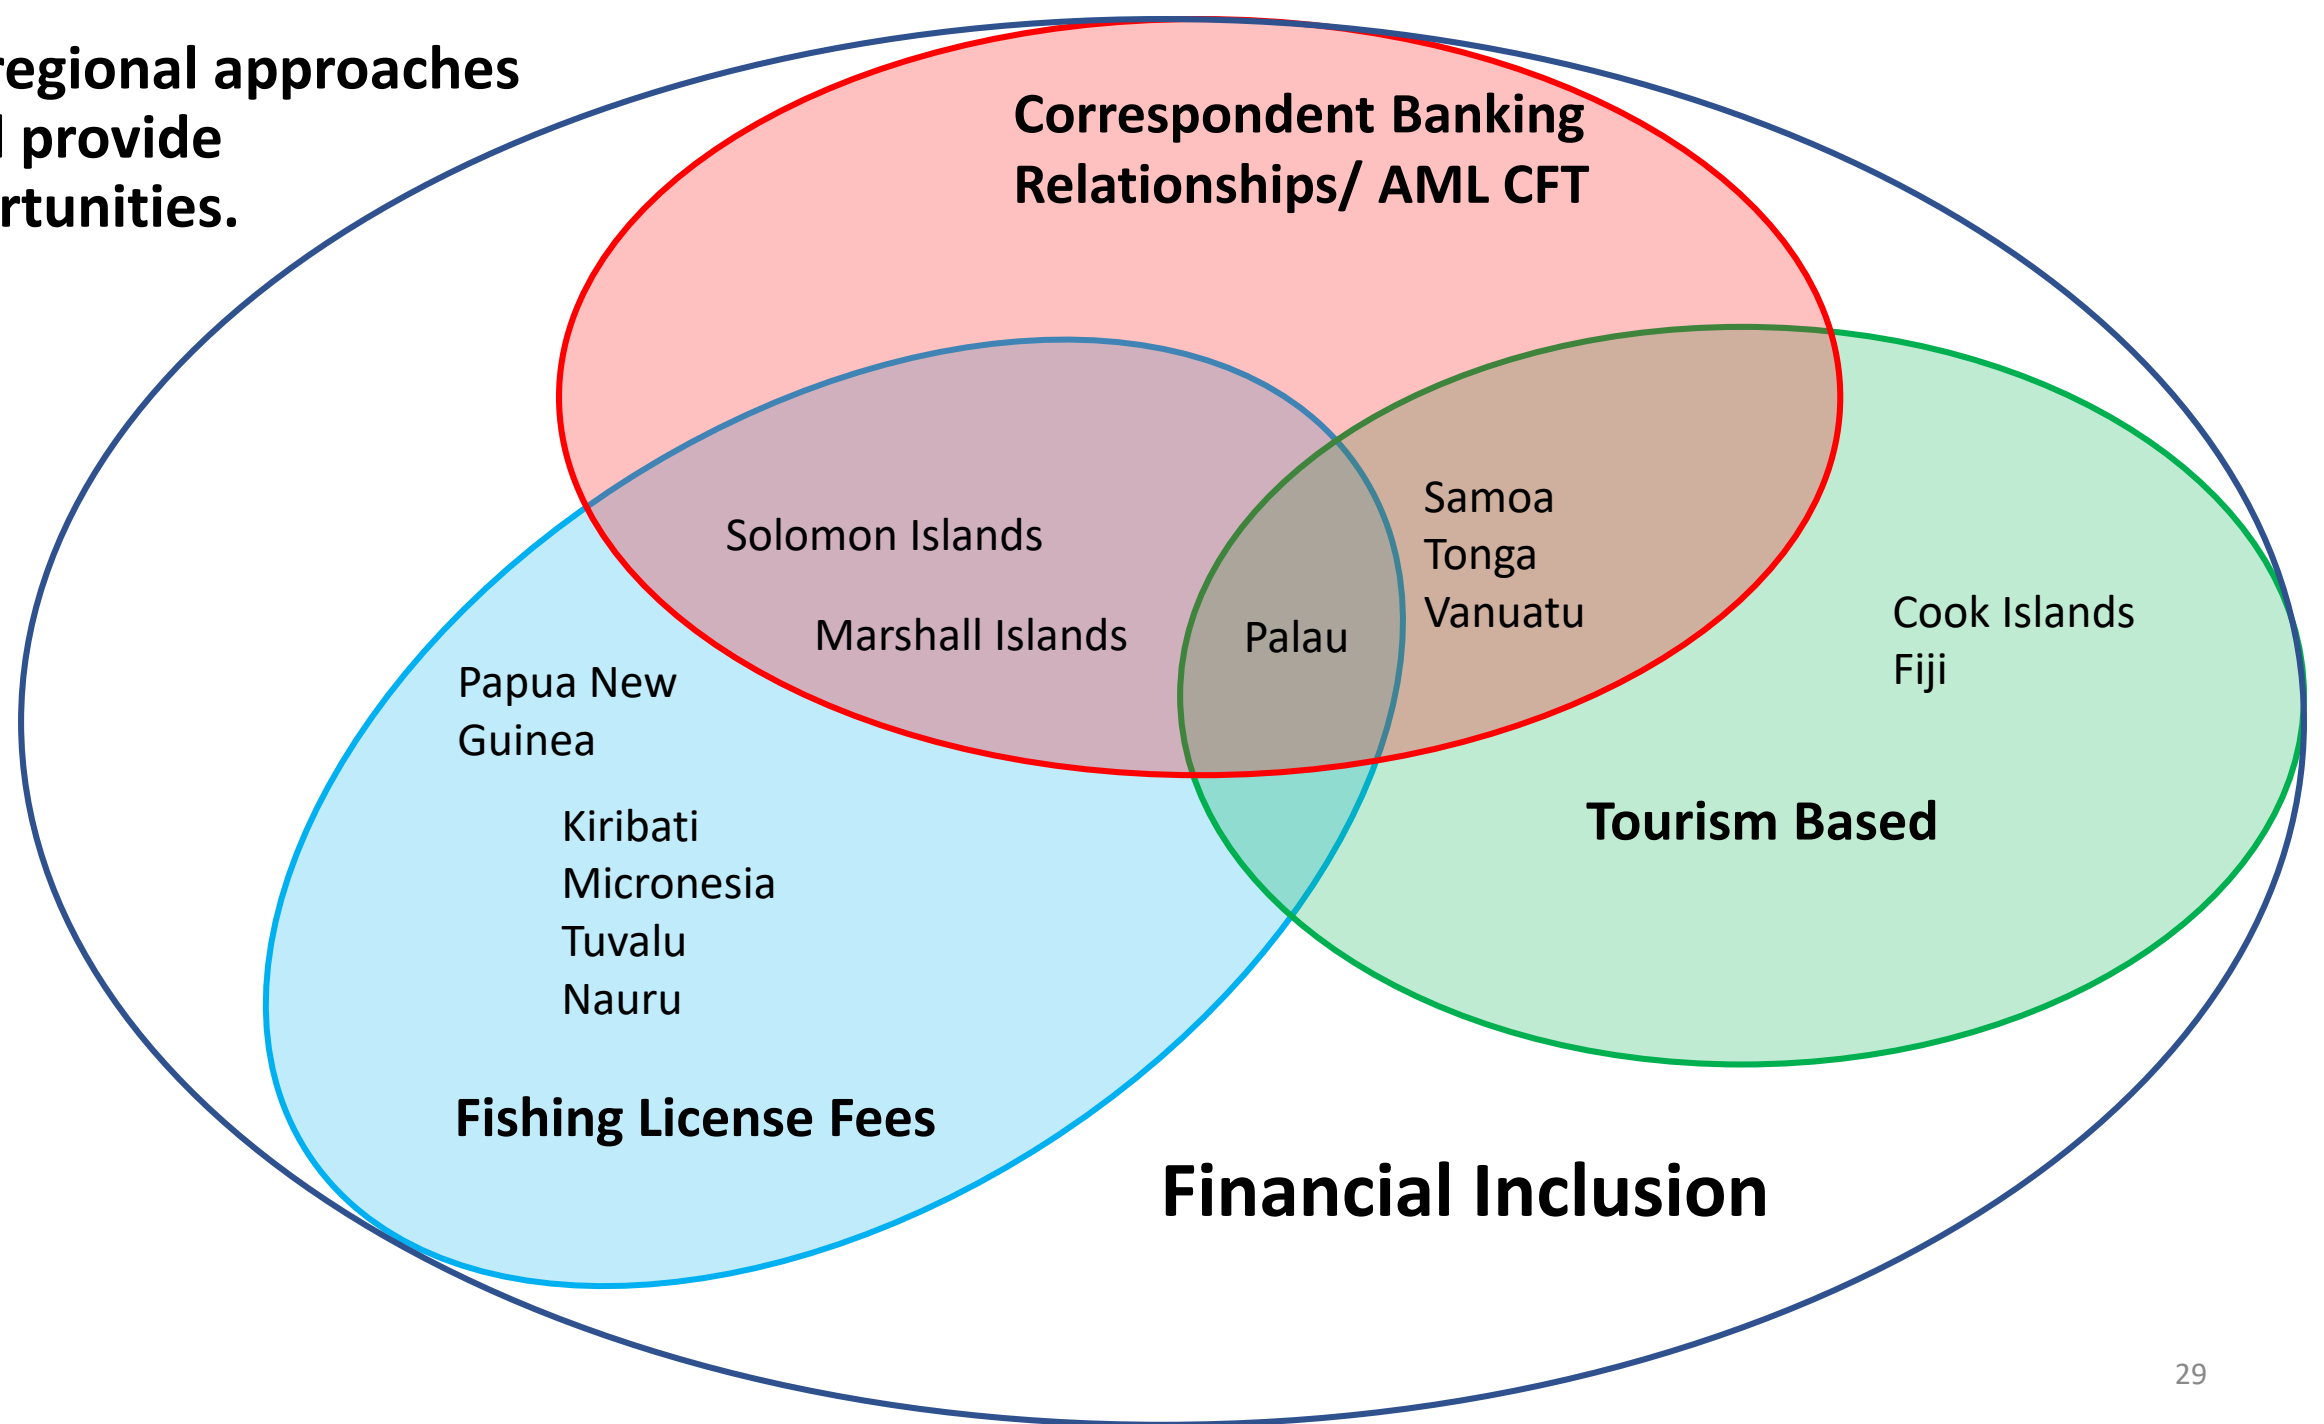 regional approaches
provide
rtunities.
Correspondent Banking
Relationships/ AML CFT
Solomon Islands
Marshall Islands
Palau
Samoa
Tonga
Vanuatu
Cook Islands
Fiji
Papua New
Guinea
Kiribati
Micronesia
Tuvalu
Nauru
Tourism Based
Fishing License Fees
Financial Inclusion
29